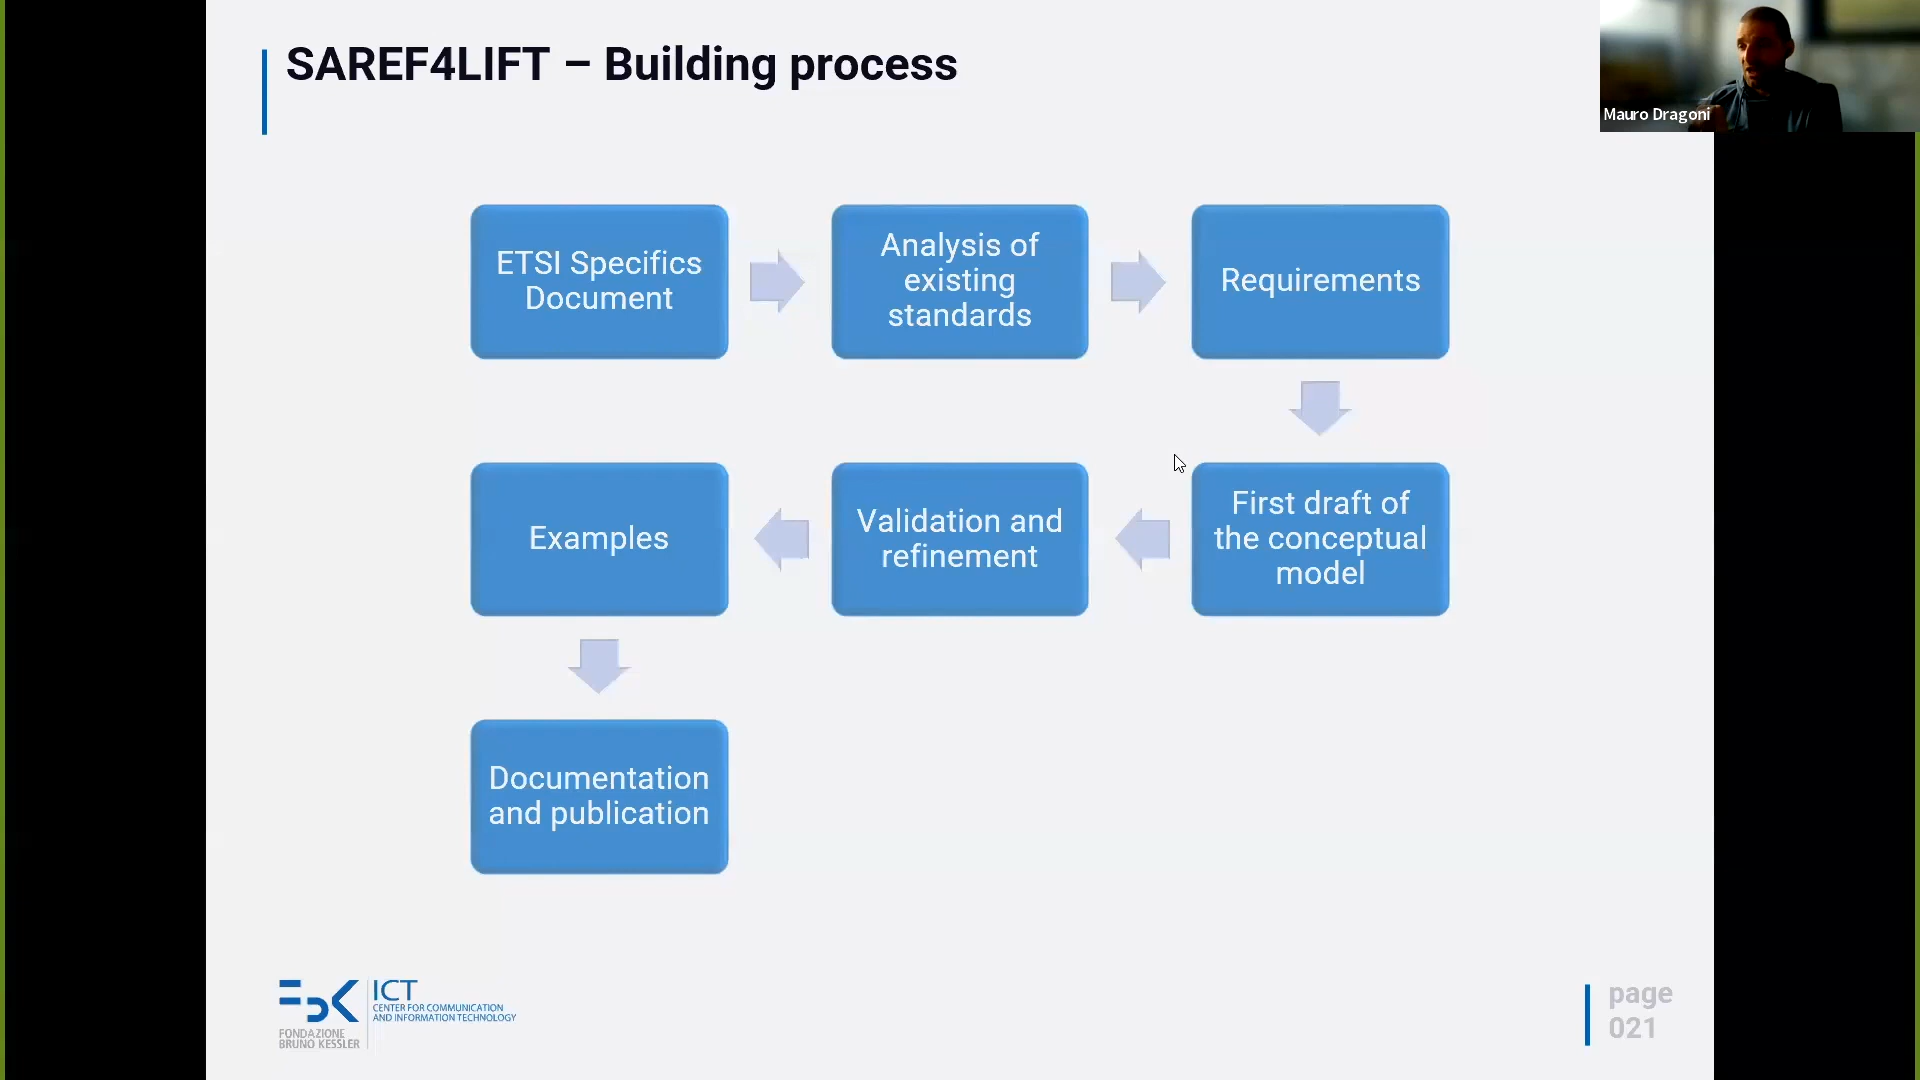 SAREF4LIFT – Building process
Mauro Dragoni
ETSI Specifics
Document
Analysis of
existing
standards
Requirements
First draft of
the conceptual
model
Validation and
refinement
Examples
Documentation
and publication
FBK
FONDAZIONE
BRUNO KESSLER
ICT
CENTER FOR COMMUNICATION
AND INFORMATION TECHNOLOGY
page
021